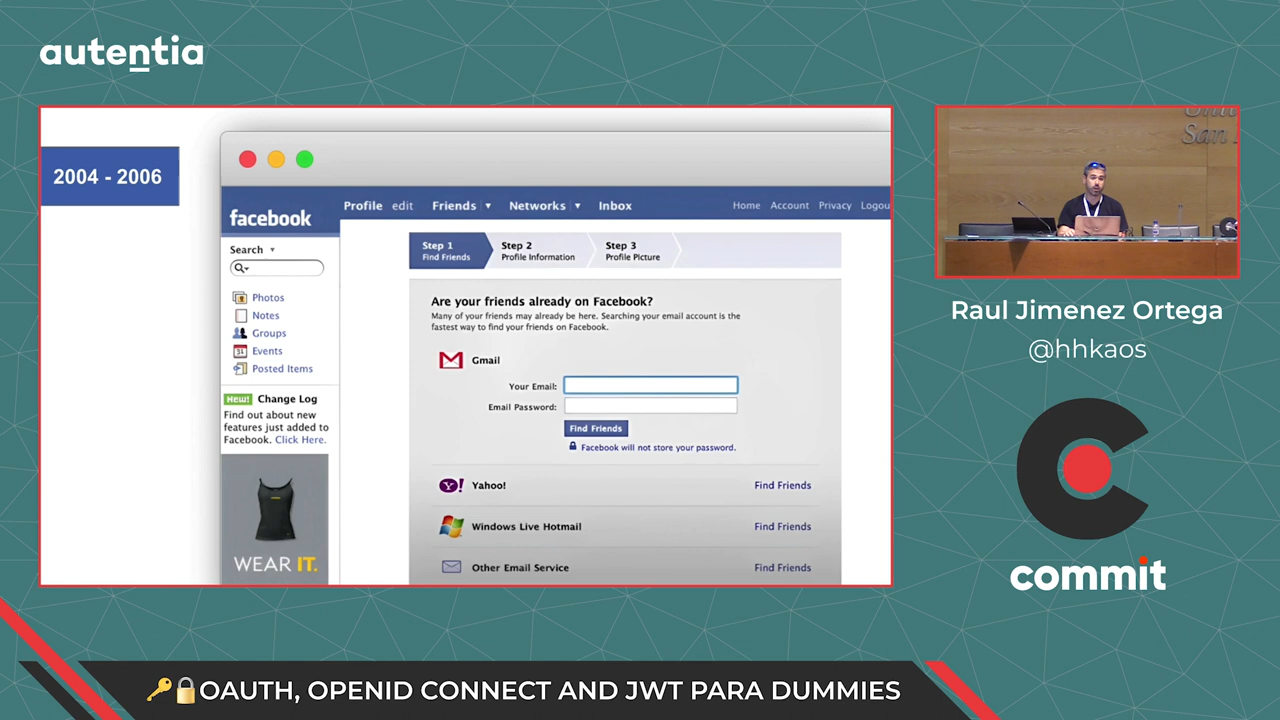 autentia
2004 - 2006
facebook
Profile edit Friends Networks Inbox
Home Account Privacy Logou
Search
Photos
Notes
Groups
Events
Posted Items
New! Change Log
Find out about new
features just added to
Facebook. Click Here.
WEAR IT.
Step 1
Find Friends
Step 2
Profile Information
Step 3
Profile Picture
Are your friends already on Facebook?
Many of your friends may already be here. Searching your email account is the
fastest way to find your friends on Facebook.
Gmail
Your Email:
Email Password:
Find Friends
Facebook will not store your password.
Yahoo! Find Friends
Windows Live Hotmail Find Friends
Other Email Service Find Friends
San
Raul Jimenez Ortega
@hhkaos
commit
OAUTH, OPENID CONNECT AND JWT PARA DUMMIES